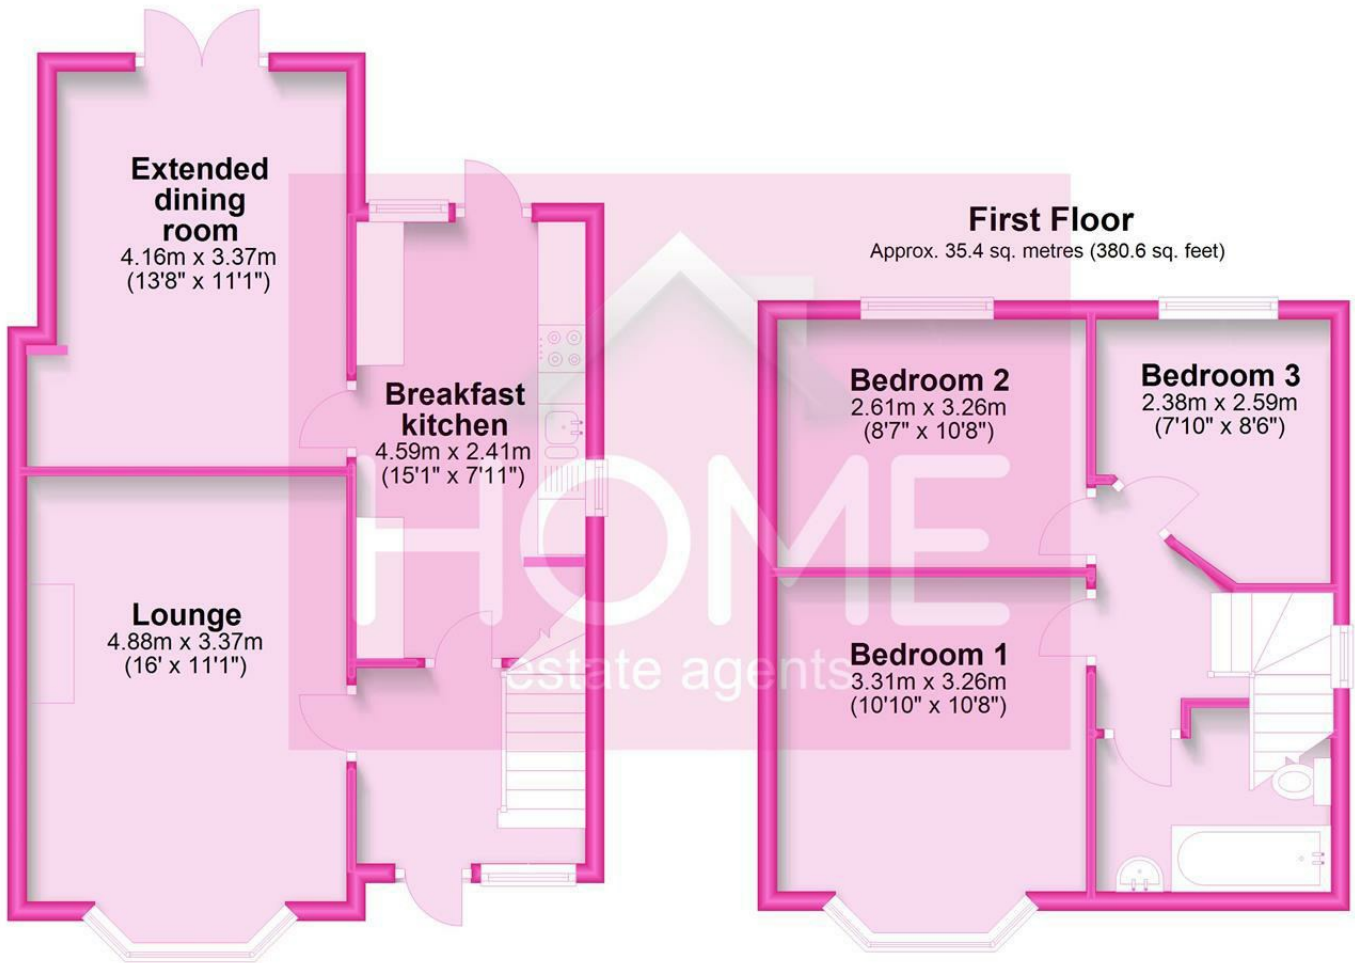 Extended
dining
room
4.16m x 3.37m
(13'8" x 11'1")
Breakfast
kitchen
4.59m x 2.41m
(15'1" x 7'11")
Lounge
4.88m x 3.37m
(16' x 11'1")
First Floor
Approx. 35.4 sq. metres (380.6 sq. feet)
Bedroom 2
2.61m x 3.26m
(8'7" x 10'8")
Bedroom 3
2.38m x 2.59m
(7'10" x 8'6")
Bedroom 1
3.31m x 3.26m
(10'10" x 10'8")
HOME
estate agents